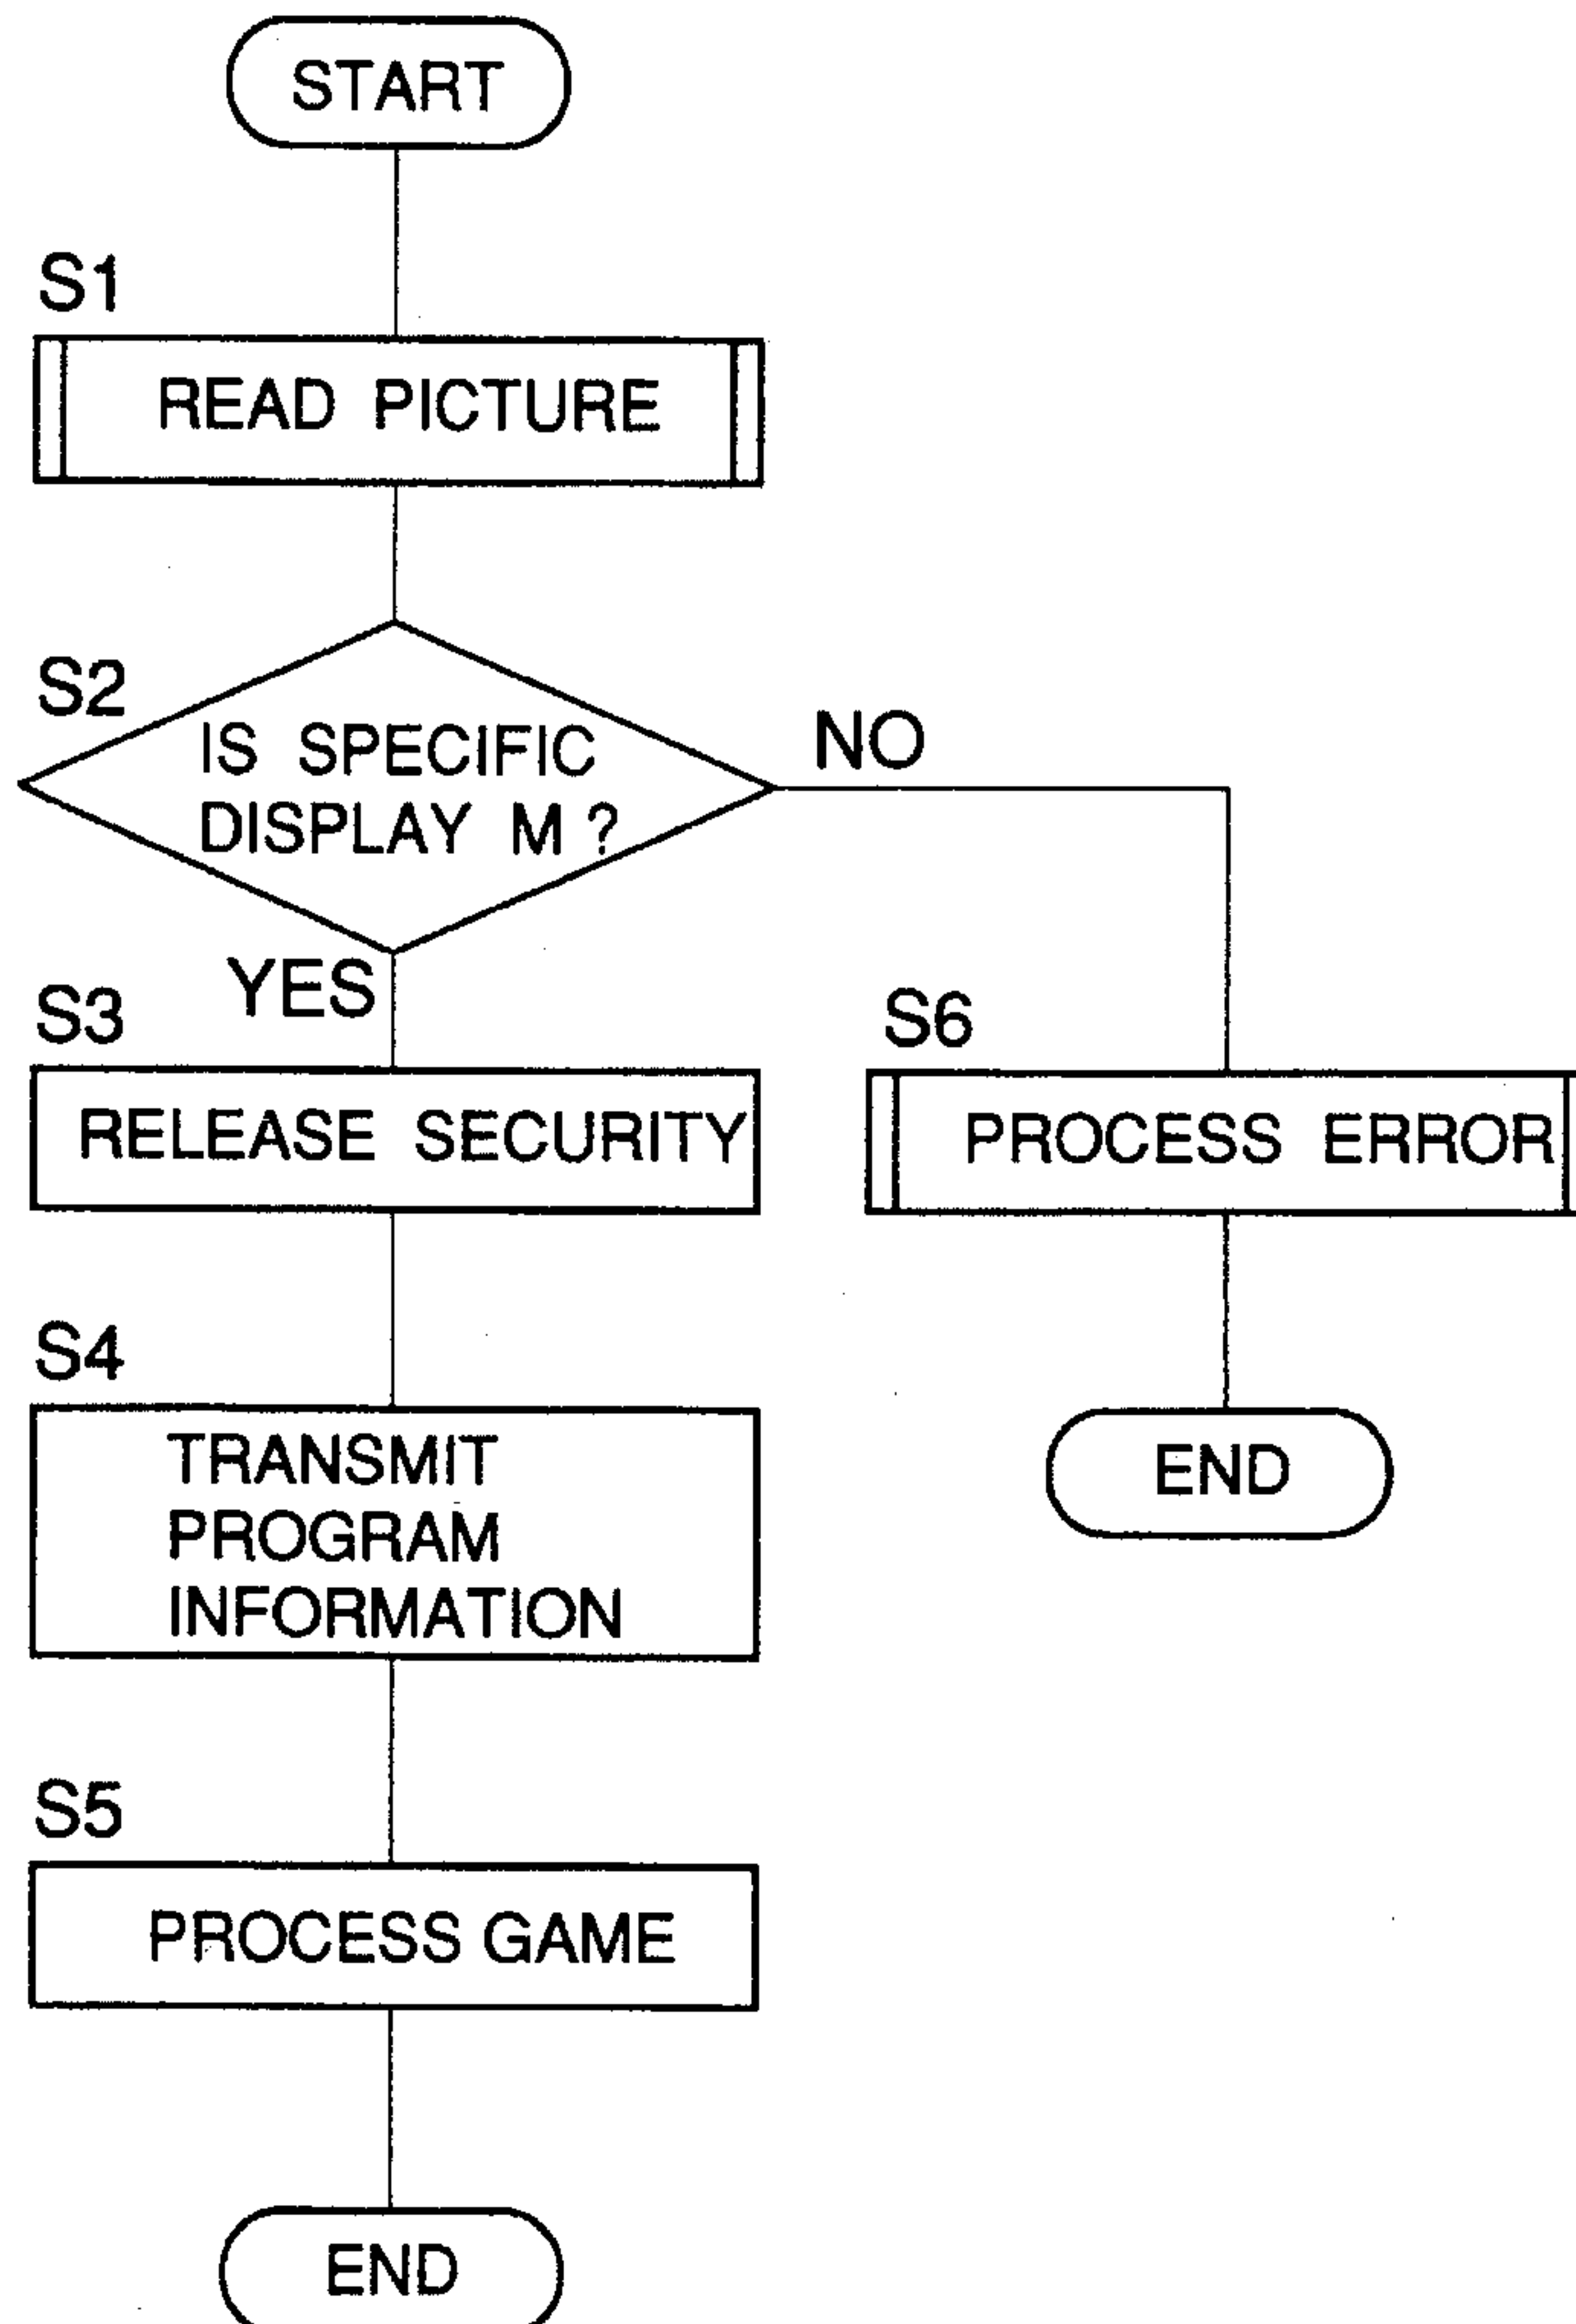 START
S1
READ PICTURE
S2
IS SPECIFIC
DISPLAY M ?
NO
YES
S3
RELEASE SECURITY
S6
PROCESS ERROR
S4
TRANSMIT
PROGRAM
INFORMATION
END
S5
PROCESS GAME
END